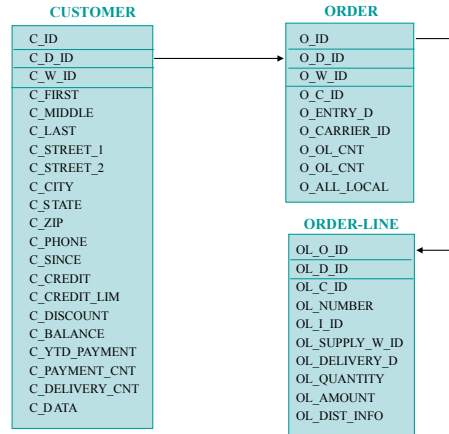 CUSTOMER
C_ID
C_D_ID
C_W_ID
C_FIRST
C_MIDDLE
C_LAST
C_STREET_1
C_STREET_2
C_CITY
C_STATE
C_ZIP
C_PHONE
C_SINCE
C_CREDIT
C_CREDIT_LIM
C_DISCOUNT
C_BALANCE
C_YTD_PAYMENT
C_PAYMENT_CNT
C_DELIVERY_CNT
C_DATA
ORDER
O_ID
O_D_ID
O_W_ID
O_C_ID
O_ENTRY_D
O_CARRIER_ID
O_OL_CNT
O_OL_CNT
O_ALL_LOCAL
ORDER-LINE
OL_O_ID
OL_D_ID
OL_C_ID
OL_NUMBER
OL_I_ID
OL_SUPPLY_W_ID
OL_DELIVERY_D
OL_QUANTITY
OL_AMOUNT
OL_DIST_INFO